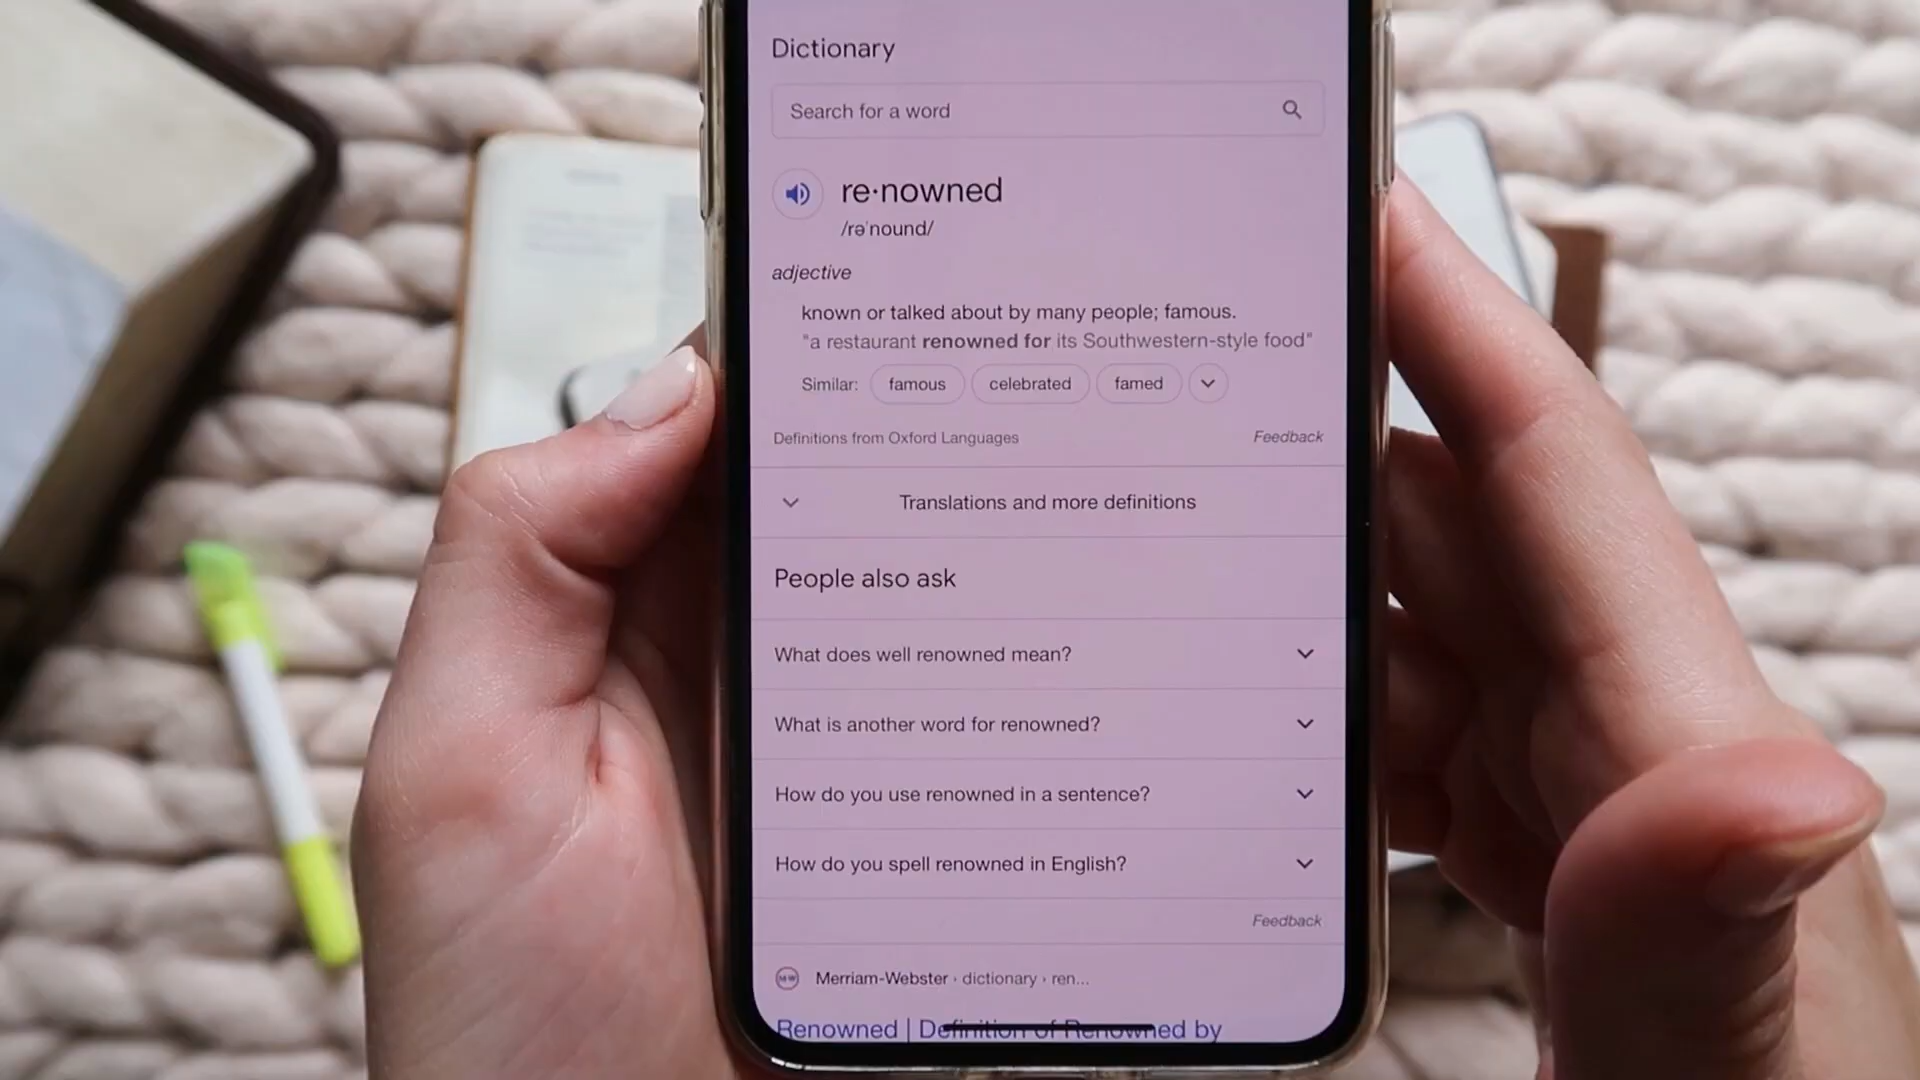 Dictionary
Search for a word
re·nowned
/rəˈnound/
adjective
known or talked about by many people; famous.
"a restaurant renowned for its Southwestern-style food"
Similar: famous celebrated famed
Definitions from Oxford Languages Feedback
Translations and more definitions
People also ask
What does well renowned mean?
What is another word for renowned?
How do you use renowned in a sentence?
How do you spell renowned in English?
Feedback
Merriam-Webster › dictionary › ren...
Renowned | Definition of Renowned by